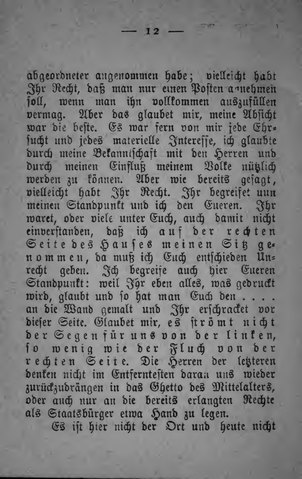 — 12 —
abgeordneter angenommen habe; vielleicht habt
Ihr Recht, daß man nur einen Posten annehmen
soll, wenn man ihn vollkommen auszufüllen
vermag. Aber das glaubet mir, meine Absicht
war die beste. Es war fern von mir jede Ehr-
sucht und jedes materielle Interesse, ich glaubte
durch meine Bekanntschaft mit den Herren und
durch meinen Einfluß meinem Volke nützlich
werden zu können. Aber wie bereits gesagt,
vielleicht habt Ihr Recht. Ihr begreifet nun
meinen Standpunkt und ich den Eueren. Ihr
waret, oder viele unter Euch, auch damit nicht
einverstanden, daß ich auf der rechten
Seite des Hauses meinen Sitz ge-
nommen, da muß ich Euch entschieden Un-
recht geben. Ich begreife auch hier Eueren
Standpunkt: weil Ihr eben alles, was gedruckt
wird, glaubt und so hat man Euch den . . . .
an die Wand gemalt und Ihr erschracket vor
dieser Seite. Glaubet mir, es strömt nicht
der Segen für uns von der linken,
so wenig wie der Fluch von der
rechten Seite. Die Herren der letzteren
denken nicht im Entferntesten daran uns wieder
zurückzudrängen in das Ghetto des Mittelalters,
oder auch nur an die bereits erlangten Rechte
als Staatsbürger etwa Hand zu legen.
Es ist hier nicht der Ort und heute nicht